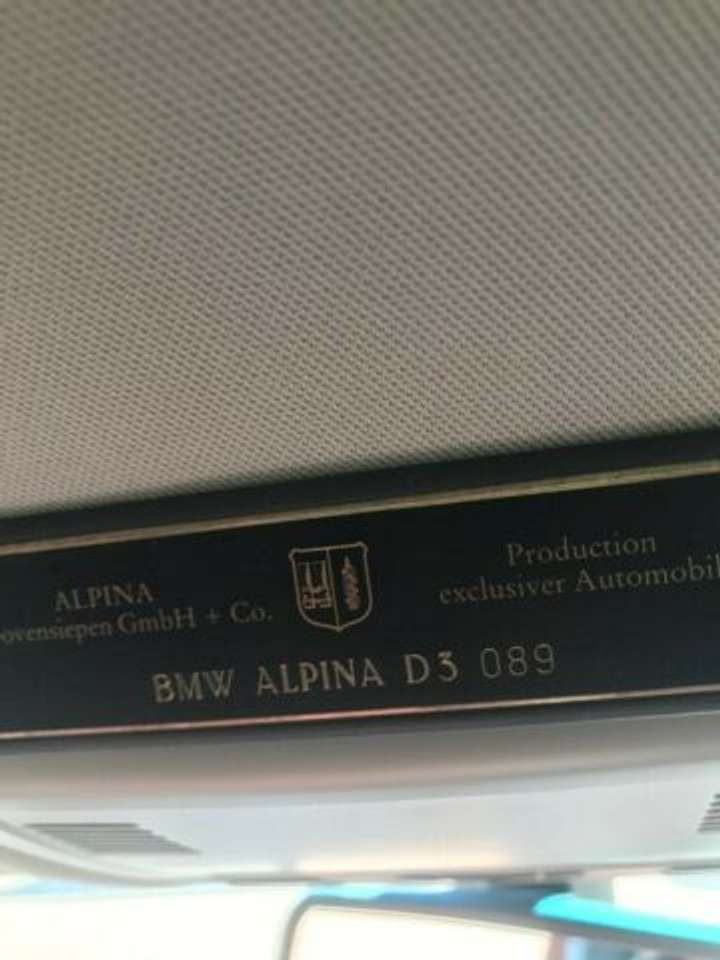 ALPINA
ovensiepen GmbH + Co.
Production
exclusiver Automobil
BMW ALPINA D3 089